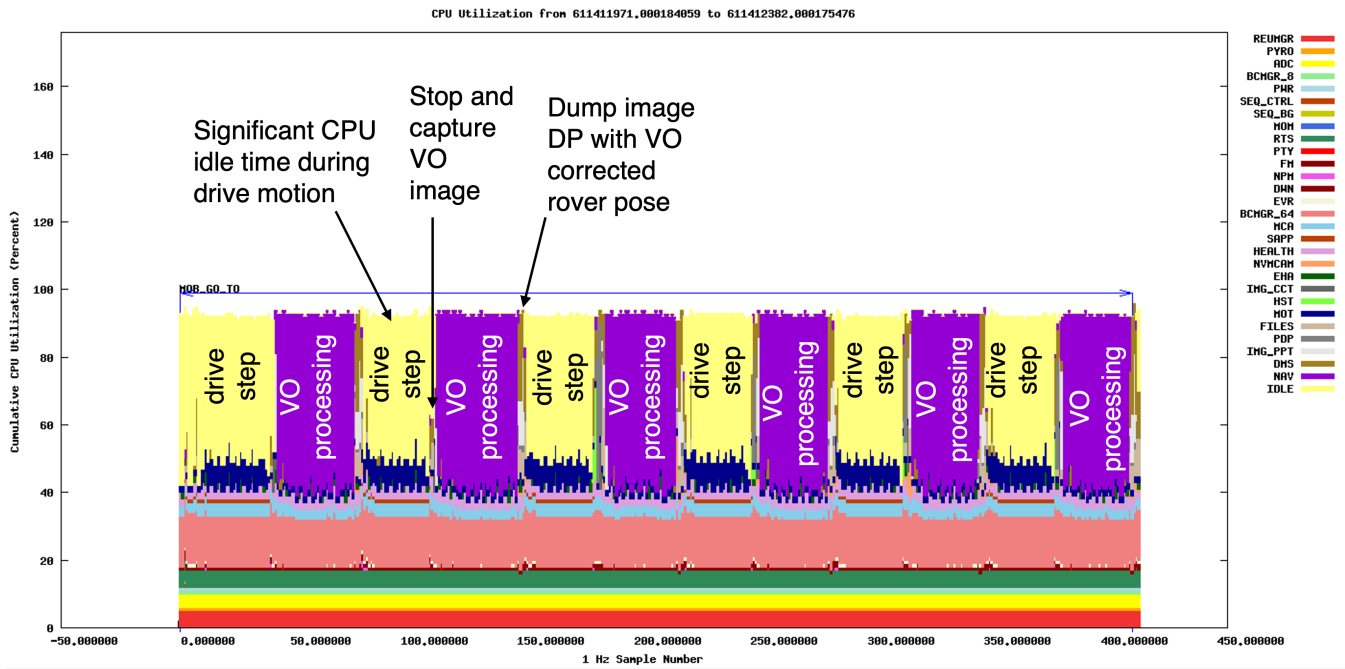 CPU Utilization from 611411971.000184059 to 611412382.000175476
Cumulative CPU Utilization (Percent)
160
140
120
100
80
60
40
20
0
Significant CPU
idle time during
drive motion
Stop and
capture
VO
image
Dump image
DP with VO
corrected
rover pose
MOB_GO_TO
drive
step
VO
processing
drive
step
VO
processing
drive
step
VO
processing
drive
step
VO
processing
drive
step
VO
processing
drive
step
VO
processing
-50.000000
0.000000
50.000000
100.000000
150.000000
200.000000
250.000000
300.000000
350.000000
400.000000
450.000000
1 Hz Sample Number
REUMGR
PYRO
ADC
BCMGR_8
PWR
SEQ_CTRL
SEQ_BG
MOM
RTS
PTY
FM
NPM
DWN
EVR
BCMGR_64
MCA
SAPP
HEALTH
NVMCAM
EHA
IMG_CCT
HST
MOT
FILES
PDP
IMG_PPT
DMS
NAV
IDLE